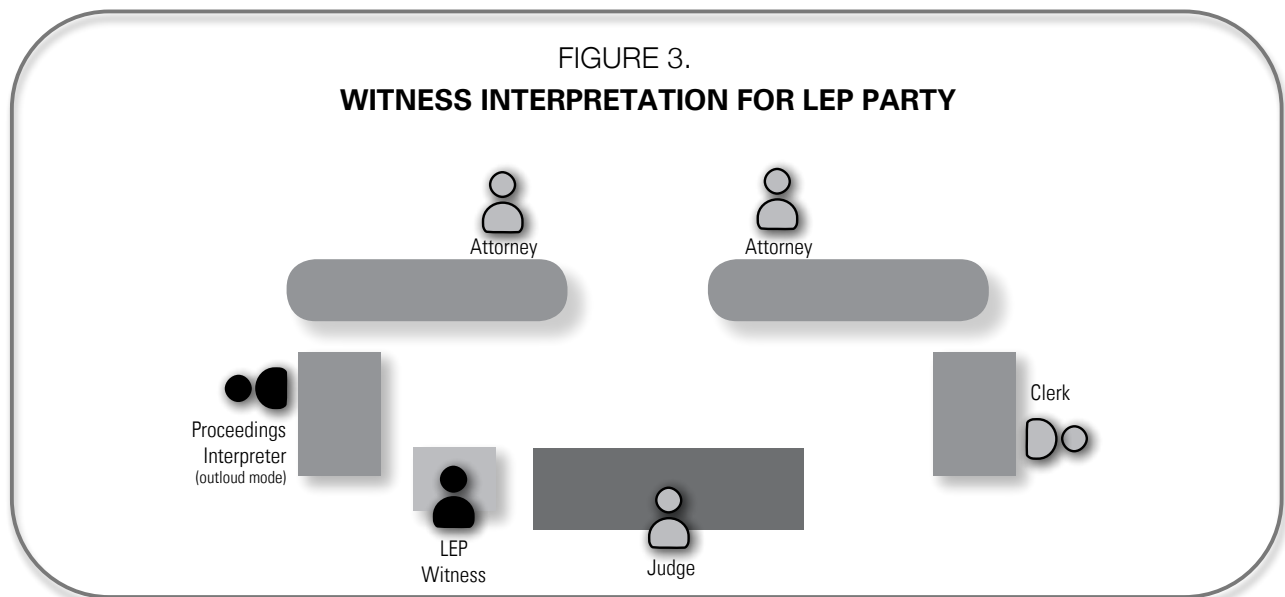 FIGURE 3.
WITNESS INTERPRETATION FOR LEP PARTY
Attorney
Attorney
Proceedings
Interpreter
(outloud mode)
Clerk
LEP
Witness
Judge